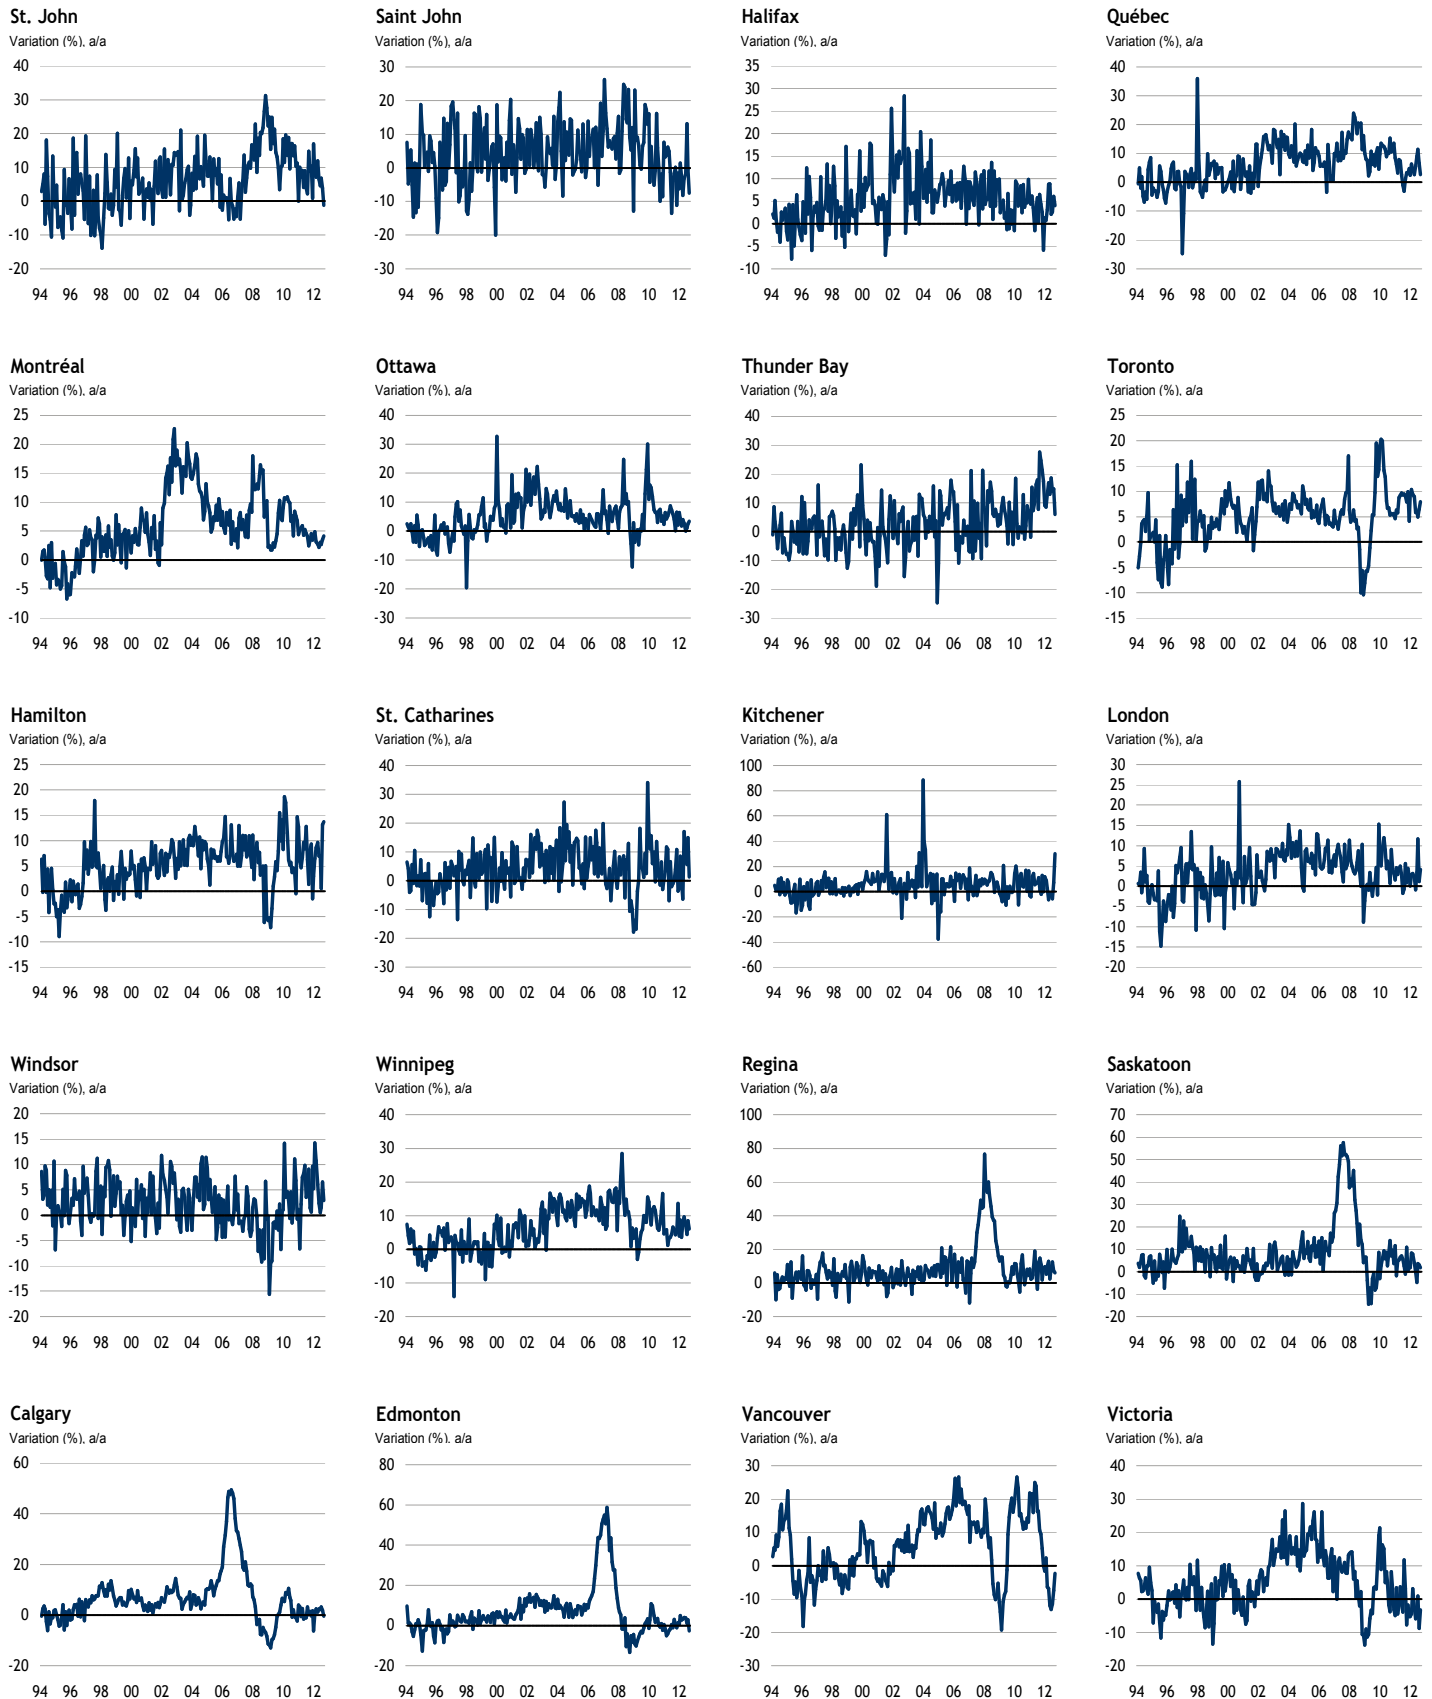 St. John
Variation (%), a/a
40
30
20
10
0
-10
-20
94 96 98 00 02 04 06 08 10 12
Saint John
Variation (%), a/a
30
20
10
0
-10
-20
-30
94 96 98 00 02 04 06 08 10 12
Halifax
Variation (%), a/a
35
30
25
20
15
10
5
0
-5
-10
94 96 98 00 02 04 06 08 10 12
Québec
Variation (%), a/a
40
30
20
10
0
-10
-20
-30
94 96 98 00 02 04 06 08 10 12
Montréal
Variation (%), a/a
25
20
15
10
5
0
-5
-10
94 96 98 00 02 04 06 08 10 12
Ottawa
Variation (%), a/a
40
30
20
10
0
-10
-20
-30
94 96 98 00 02 04 06 08 10 12
Thunder Bay
Variation (%), a/a
40
30
20
10
0
-10
-20
-30
94 96 98 00 02 04 06 08 10 12
Toronto
Variation (%), a/a
25
20
15
10
5
0
-5
-10
-15
94 96 98 00 02 04 06 08 10 12
Hamilton
Variation (%), a/a
25
20
15
10
5
0
-5
-10
-15
94 96 98 00 02 04 06 08 10 12
St. Catharines
Variation (%), a/a
40
30
20
10
0
-10
-20
-30
94 96 98 00 02 04 06 08 10 12
Kitchener
Variation (%), a/a
100
80
60
40
20
0
-20
-40
-60
94 96 98 00 02 04 06 08 10 12
London
Variation (%), a/a
30
25
20
15
10
5
0
-5
-10
-15
-20
94 96 98 00 02 04 06 08 10 12
Windsor
Variation (%), a/a
20
15
10
5
0
-5
-10
-15
-20
94 96 98 00 02 04 06 08 10 12
Winnipeg
Variation (%), a/a
40
30
20
10
0
-10
-20
94 96 98 00 02 04 06 08 10 12
Regina
Variation (%), a/a
100
80
60
40
20
0
-20
94 96 98 00 02 04 06 08 10 12
Saskatoon
Variation (%), a/a
70
60
50
40
30
20
10
0
-10
-20
94 96 98 00 02 04 06 08 10 12
Calgary
Variation (%), a/a
60
40
20
0
-20
94 96 98 00 02 04 06 08 10 12
Edmonton
Variation (%), a/a
80
60
40
20
0
-20
94 96 98 00 02 04 06 08 10 12
Vancouver
Variation (%), a/a
30
20
10
0
-10
-20
-30
94 96 98 00 02 04 06 08 10 12
Victoria
Variation (%), a/a
40
30
20
10
0
-10
-20
94 96 98 00 02 04 06 08 10 12